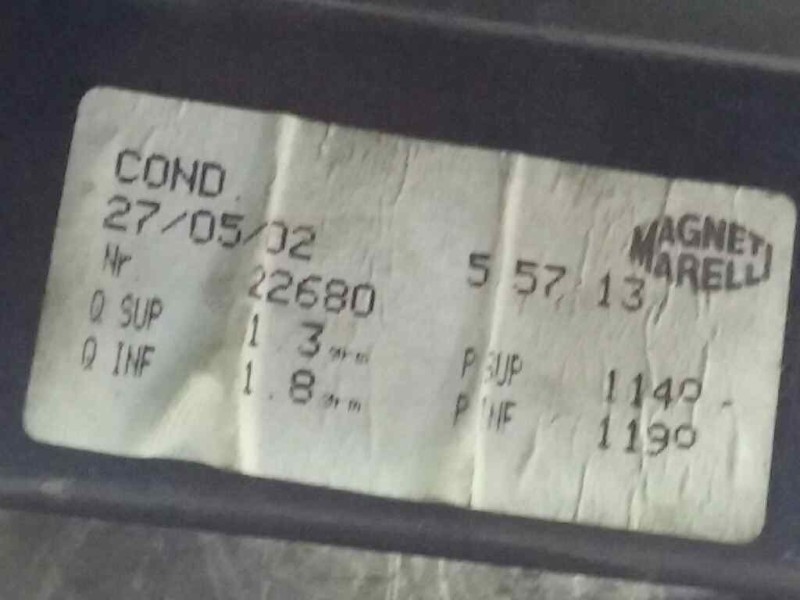 COND.
27/05/02 5 57 13
MAGNETI
MARELLI
Nr 22680
Q SUP 1.3 P SUP 1140
Q INF 1.8 P INF 1190